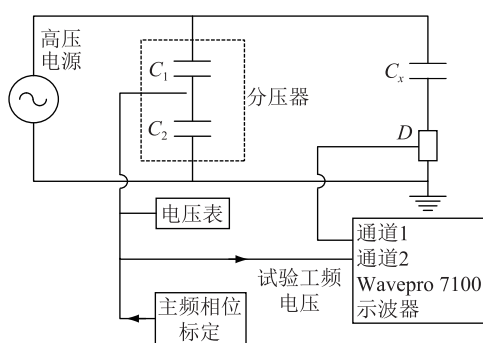 高压
电源
C₁
C₂
分压器
Cₓ
D
电压表
通道1
通道2
Wavepro 7100
示波器
试验工频
电压
主频相位
标定